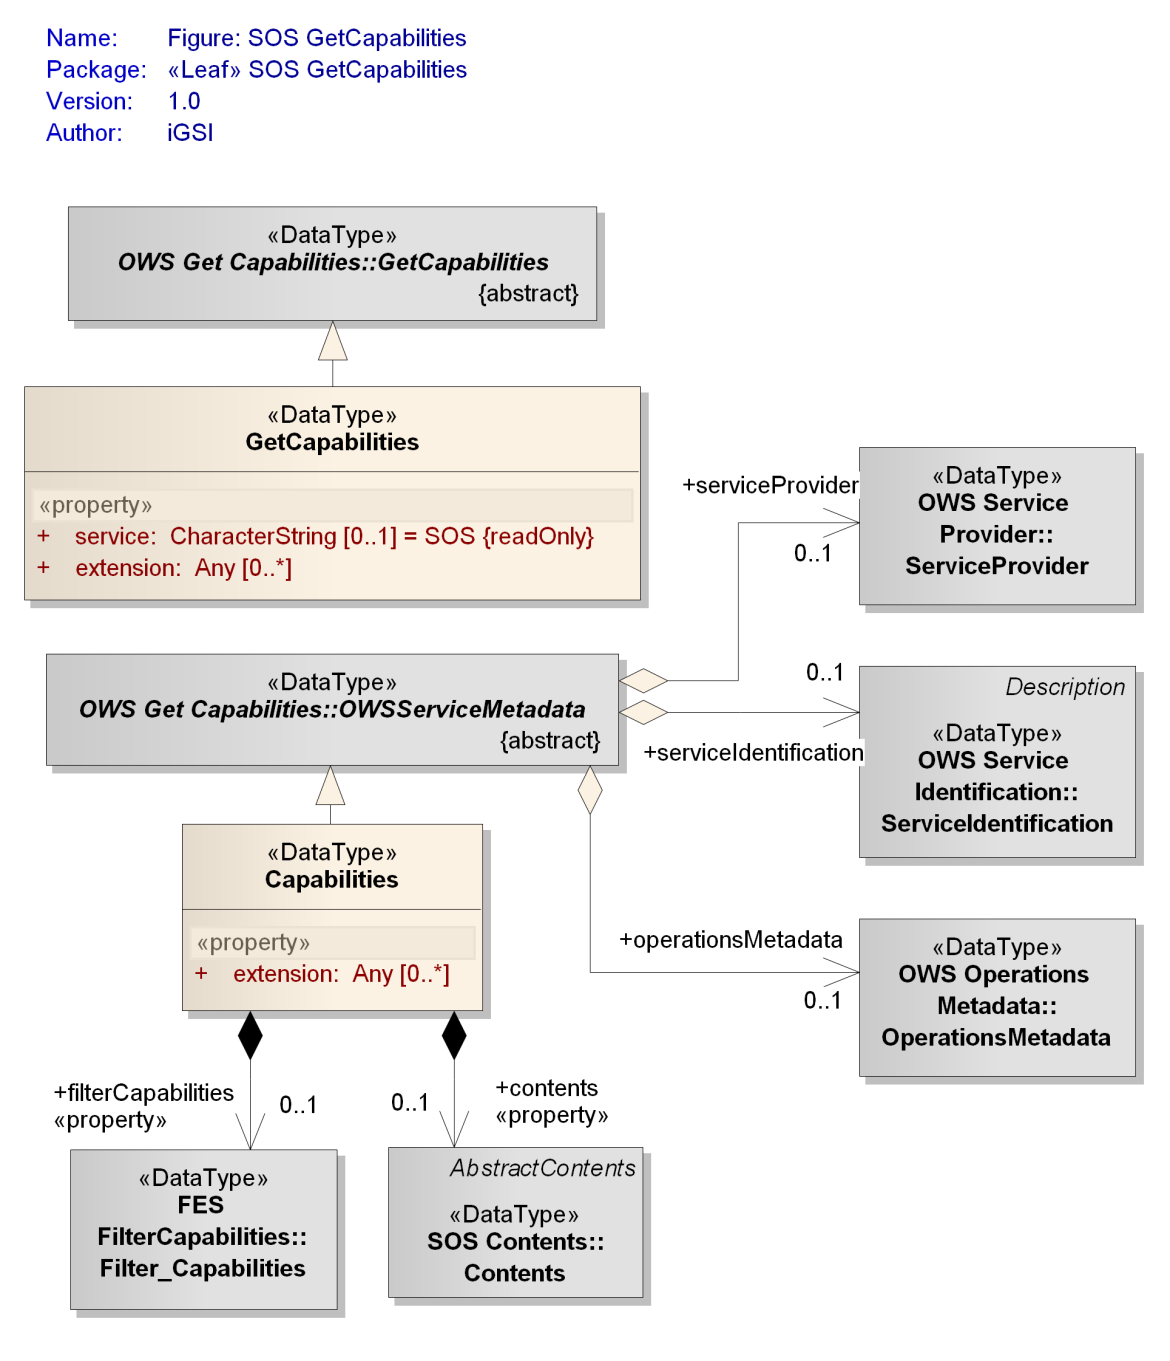 Name: Figure: SOS GetCapabilities
Package: «Leaf» SOS GetCapabilities
Version: 1.0
Author: iGSI
«DataType»
OWS Get Capabilities::GetCapabilities
{abstract}
«DataType»
GetCapabilities
«property»
+ service: CharacterString [0..1] = SOS {readOnly}
+ extension: Any [0..*]
+serviceProvider
0..1
«DataType»
OWS Service
Provider::
ServiceProvider
«DataType»
OWS Get Capabilities::OWSServiceMetadata
{abstract}
0..1
+serviceIdentification
Description
«DataType»
OWS Service
Identification::
ServiceIdentification
«DataType»
Capabilities
«property»
+ extension: Any [0..*]
+operationsMetadata
0..1
«DataType»
OWS Operations
Metadata::
OperationsMetadata
+filterCapabilities
«property»
0..1
0..1
+contents
«property»
«DataType»
FES
FilterCapabilities::
Filter_Capabilities
AbstractContents
«DataType»
SOS Contents::
Contents